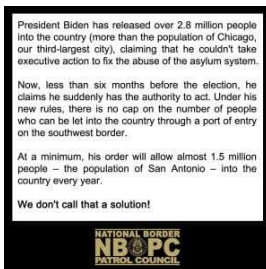 President Biden has released over 2.8 million people
into the country (more than the population of Chicago,
our third-largest city), claiming that he couldn't take
executive action to fix the abuse of the asylum system.
Now, less than six months before the election, he
claims he suddenly has the authority to act. Under his
new rules, there is no cap on the number of people
who can be let into the country through a port of entry
on the southwest border.
At a minimum, his order will allow almost 1.5 million
people – the population of San Antonio – into the
country every year.
We don't call that a solution!
NATIONAL BORDER
NBPC
PATROL COUNCIL